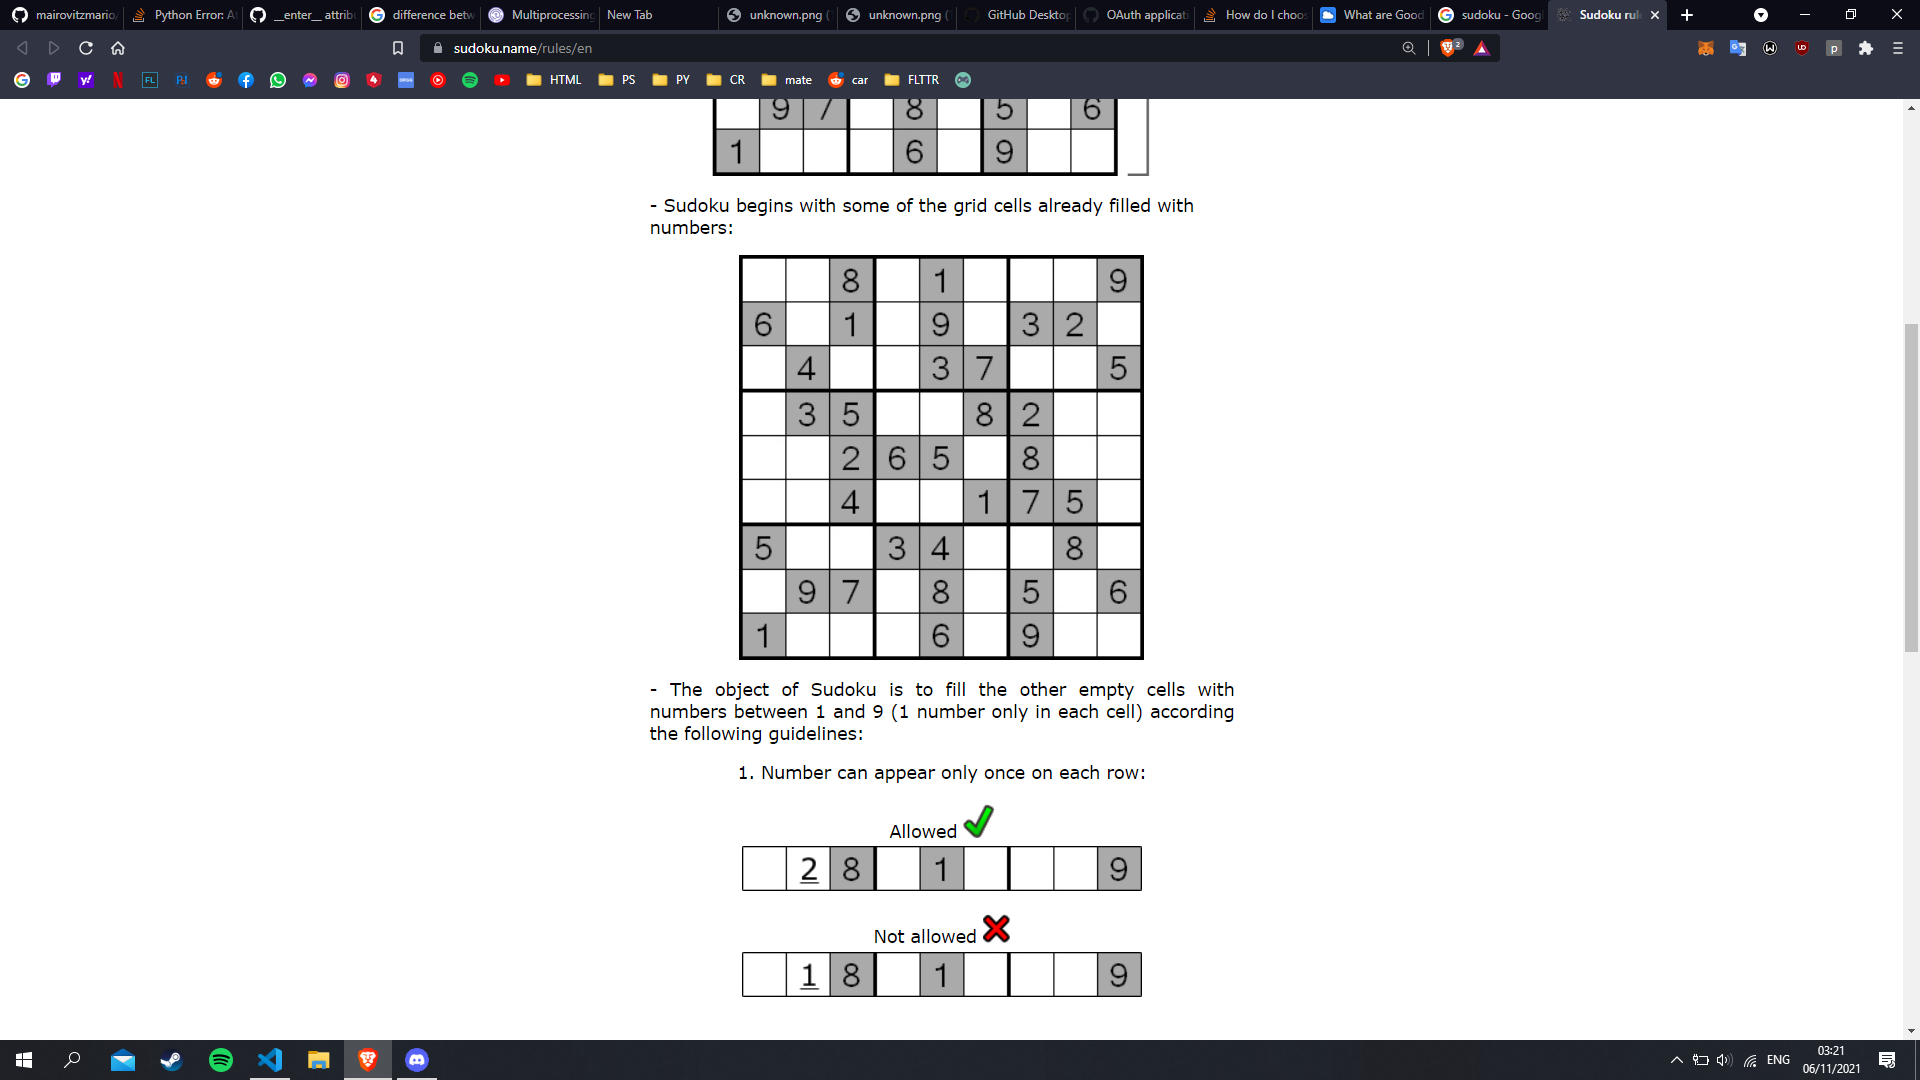 mairovitzmario/ Python Error: At __enter__ attribu difference betw Multiprocessing New Tab unknown.png ( unknown.png ( GitHub Desktop OAuth applicati How do I choos What are Good sudoku - Googl Sudoku rul
sudoku.name/rules/en 2
HTML PS PY CR mate car FLTTR
9 7 8 5 6
1 6 9
- Sudoku begins with some of the grid cells already filled with
numbers:
8 1 9
6 1 9 3 2
4 3 7 5
3 5 8 2
2 6 5 8
4 1 7 5
5 3 4 8
9 7 8 5 6
1 6 9
- The object of Sudoku is to fill the other empty cells with
numbers between 1 and 9 (1 number only in each cell) according
the following guidelines:
1. Number can appear only once on each row:
Allowed
2 8 1 9
Not allowed
1 8 1 9
ENG 03:21
06/11/2021